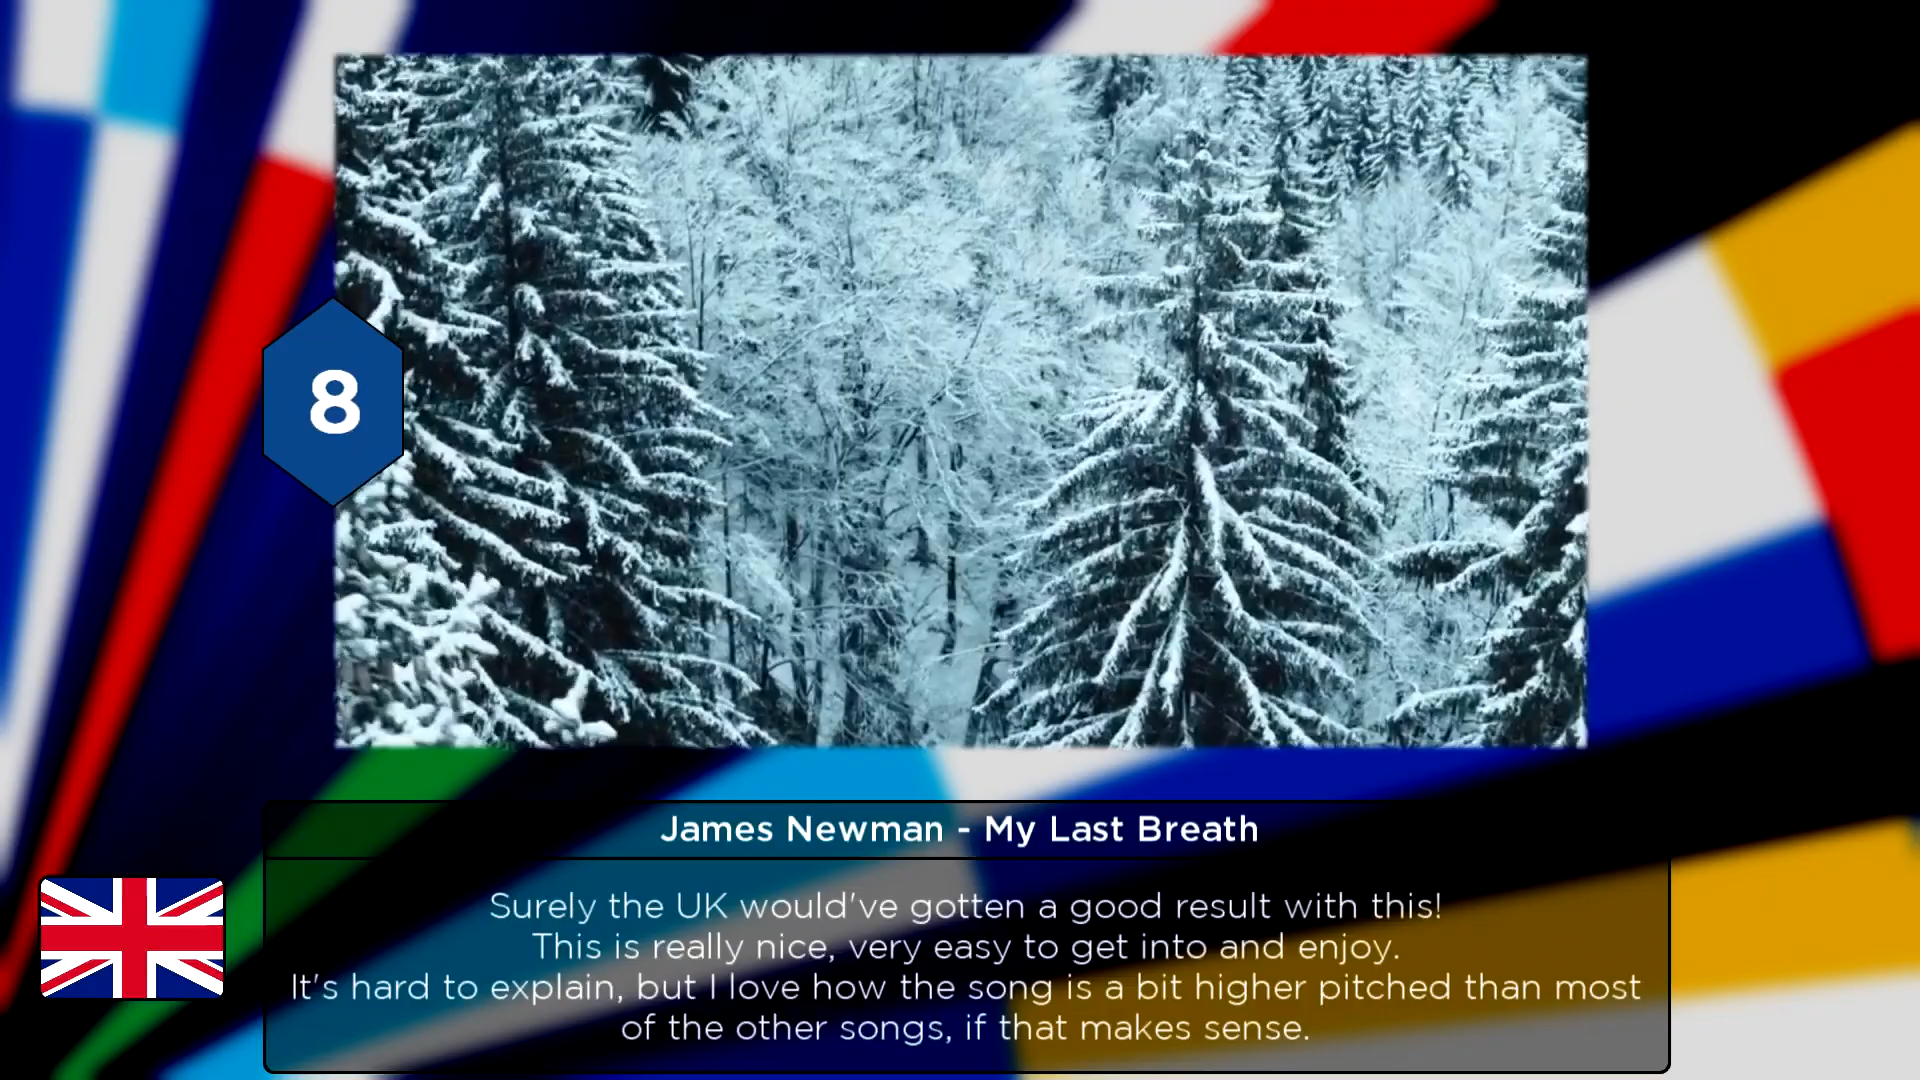 8
James Newman - My Last Breath
Surely the UK would've gotten a good result with this!
This is really nice, very easy to get into and enjoy.
It's hard to explain, but I love how the song is a bit higher pitched than most
of the other songs, if that makes sense.